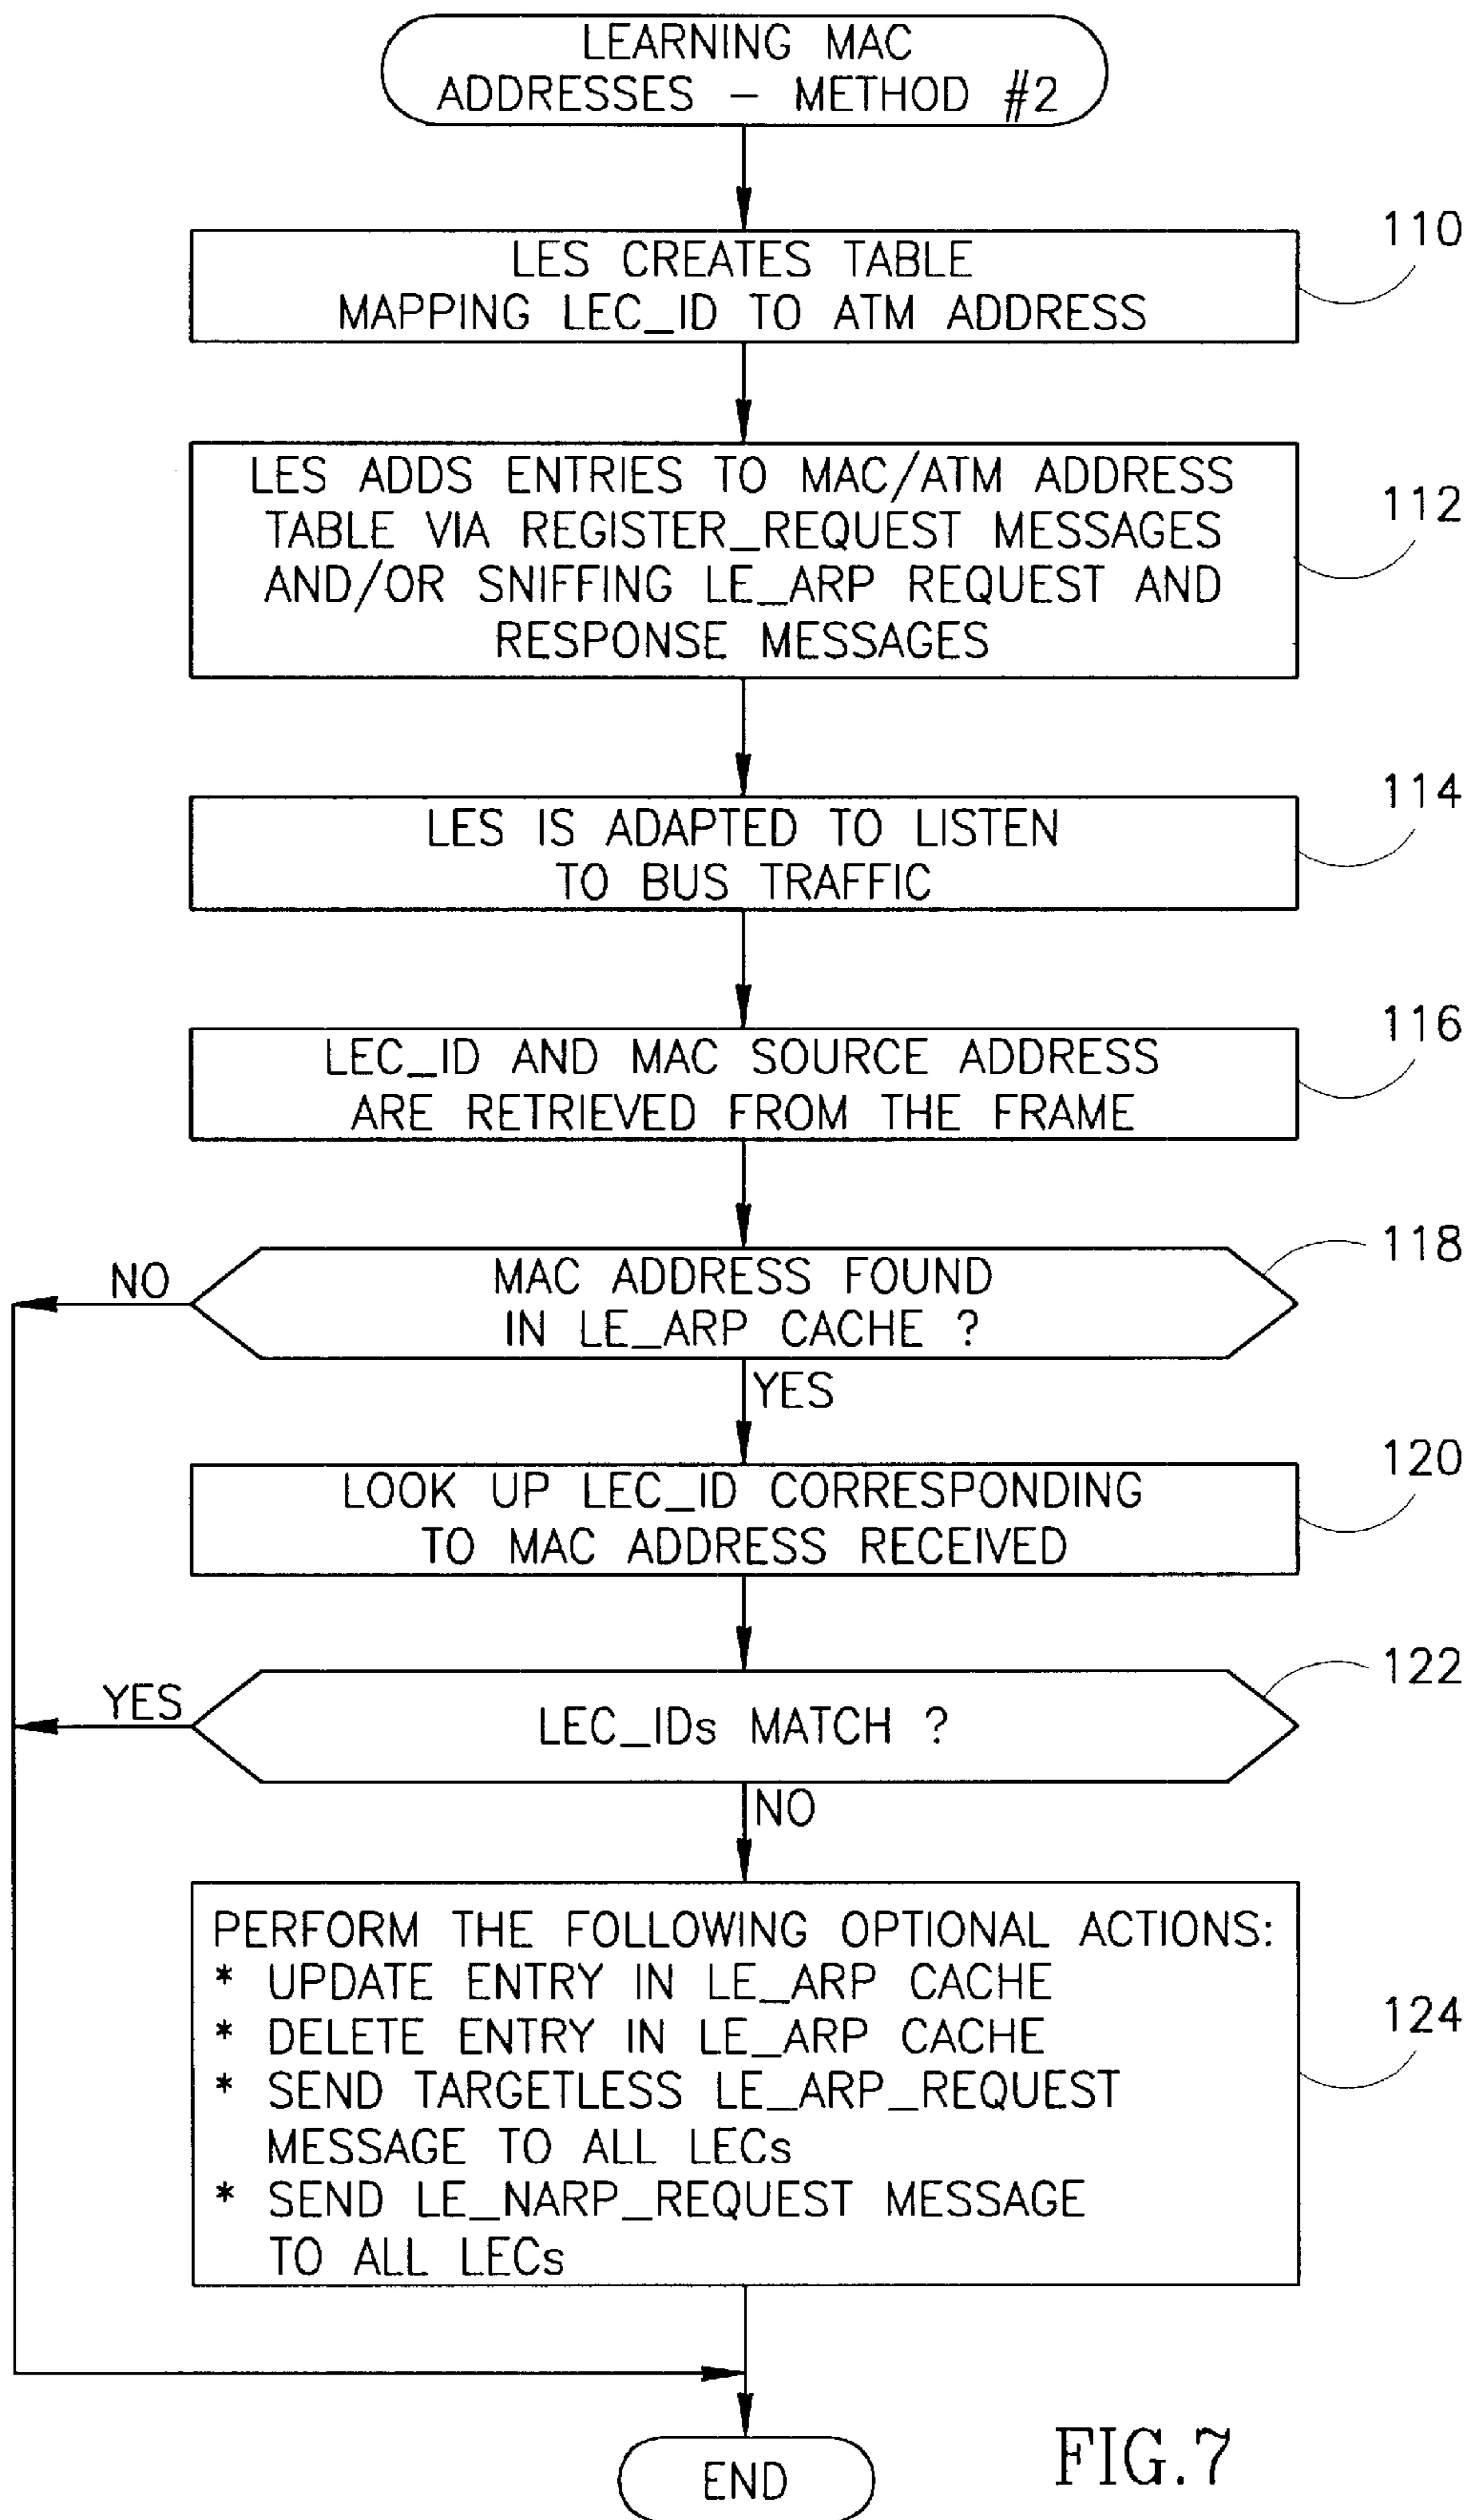 LEARNING MAC
ADDRESSES – METHOD #2
110
LES CREATES TABLE
MAPPING LEC_ID TO ATM ADDRESS
112
LES ADDS ENTRIES TO MAC/ATM ADDRESS
TABLE VIA REGISTER_REQUEST MESSAGES
AND/OR SNIFFING LE_ARP REQUEST AND
RESPONSE MESSAGES
114
LES IS ADAPTED TO LISTEN
TO BUS TRAFFIC
116
LEC_ID AND MAC SOURCE ADDRESS
ARE RETRIEVED FROM THE FRAME
118
NO
MAC ADDRESS FOUND
IN LE_ARP CACHE ?
YES
120
LOOK UP LEC_ID CORRESPONDING
TO MAC ADDRESS RECEIVED
122
YES
LEC_IDs MATCH ?
NO
PERFORM THE FOLLOWING OPTIONAL ACTIONS:
* UPDATE ENTRY IN LE_ARP CACHE
* DELETE ENTRY IN LE_ARP CACHE
124
* SEND TARGETLESS LE_ARP_REQUEST
MESSAGE TO ALL LECs
* SEND LE_NARP_REQUEST MESSAGE
TO ALL LECs
END
FIG.7